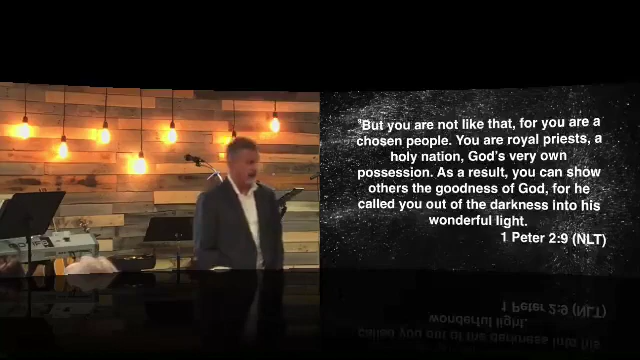 ⁹But you are not like that, for you are a
chosen people. You are royal priests, a
holy nation, God's very own
possession. As a result, you can show
others the goodness of God, for he
called you out of the darkness into his
wonderful light.
1 Peter 2:9 (NLT)